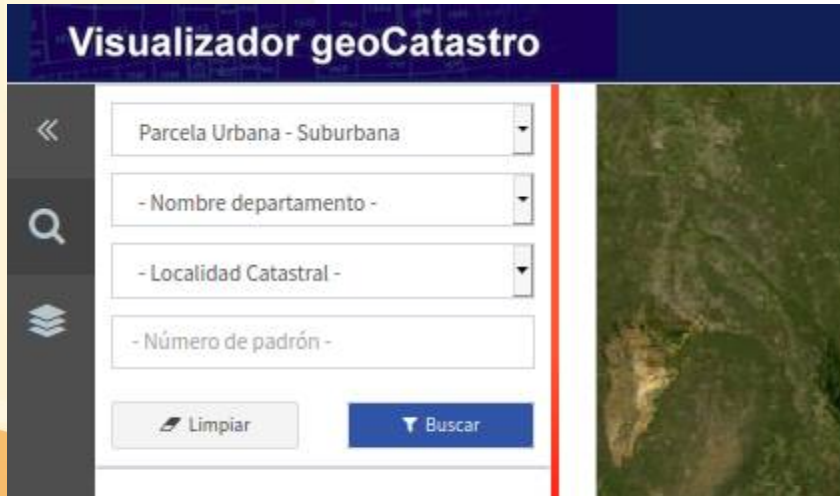 Visualizador geoCatastro
Parcela Urbana - Suburbana
- Nombre departamento -
- Localidad Catastral -
- Número de padrón -
Limpiar
Buscar